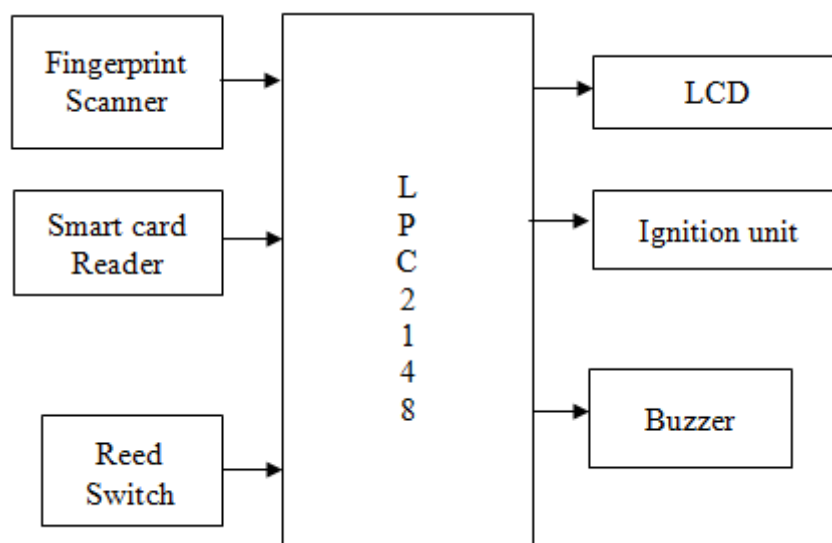 Fingerprint
Scanner
Smart card
Reader
Reed
Switch
L
P
C
2
1
4
8
LCD
Ignition unit
Buzzer